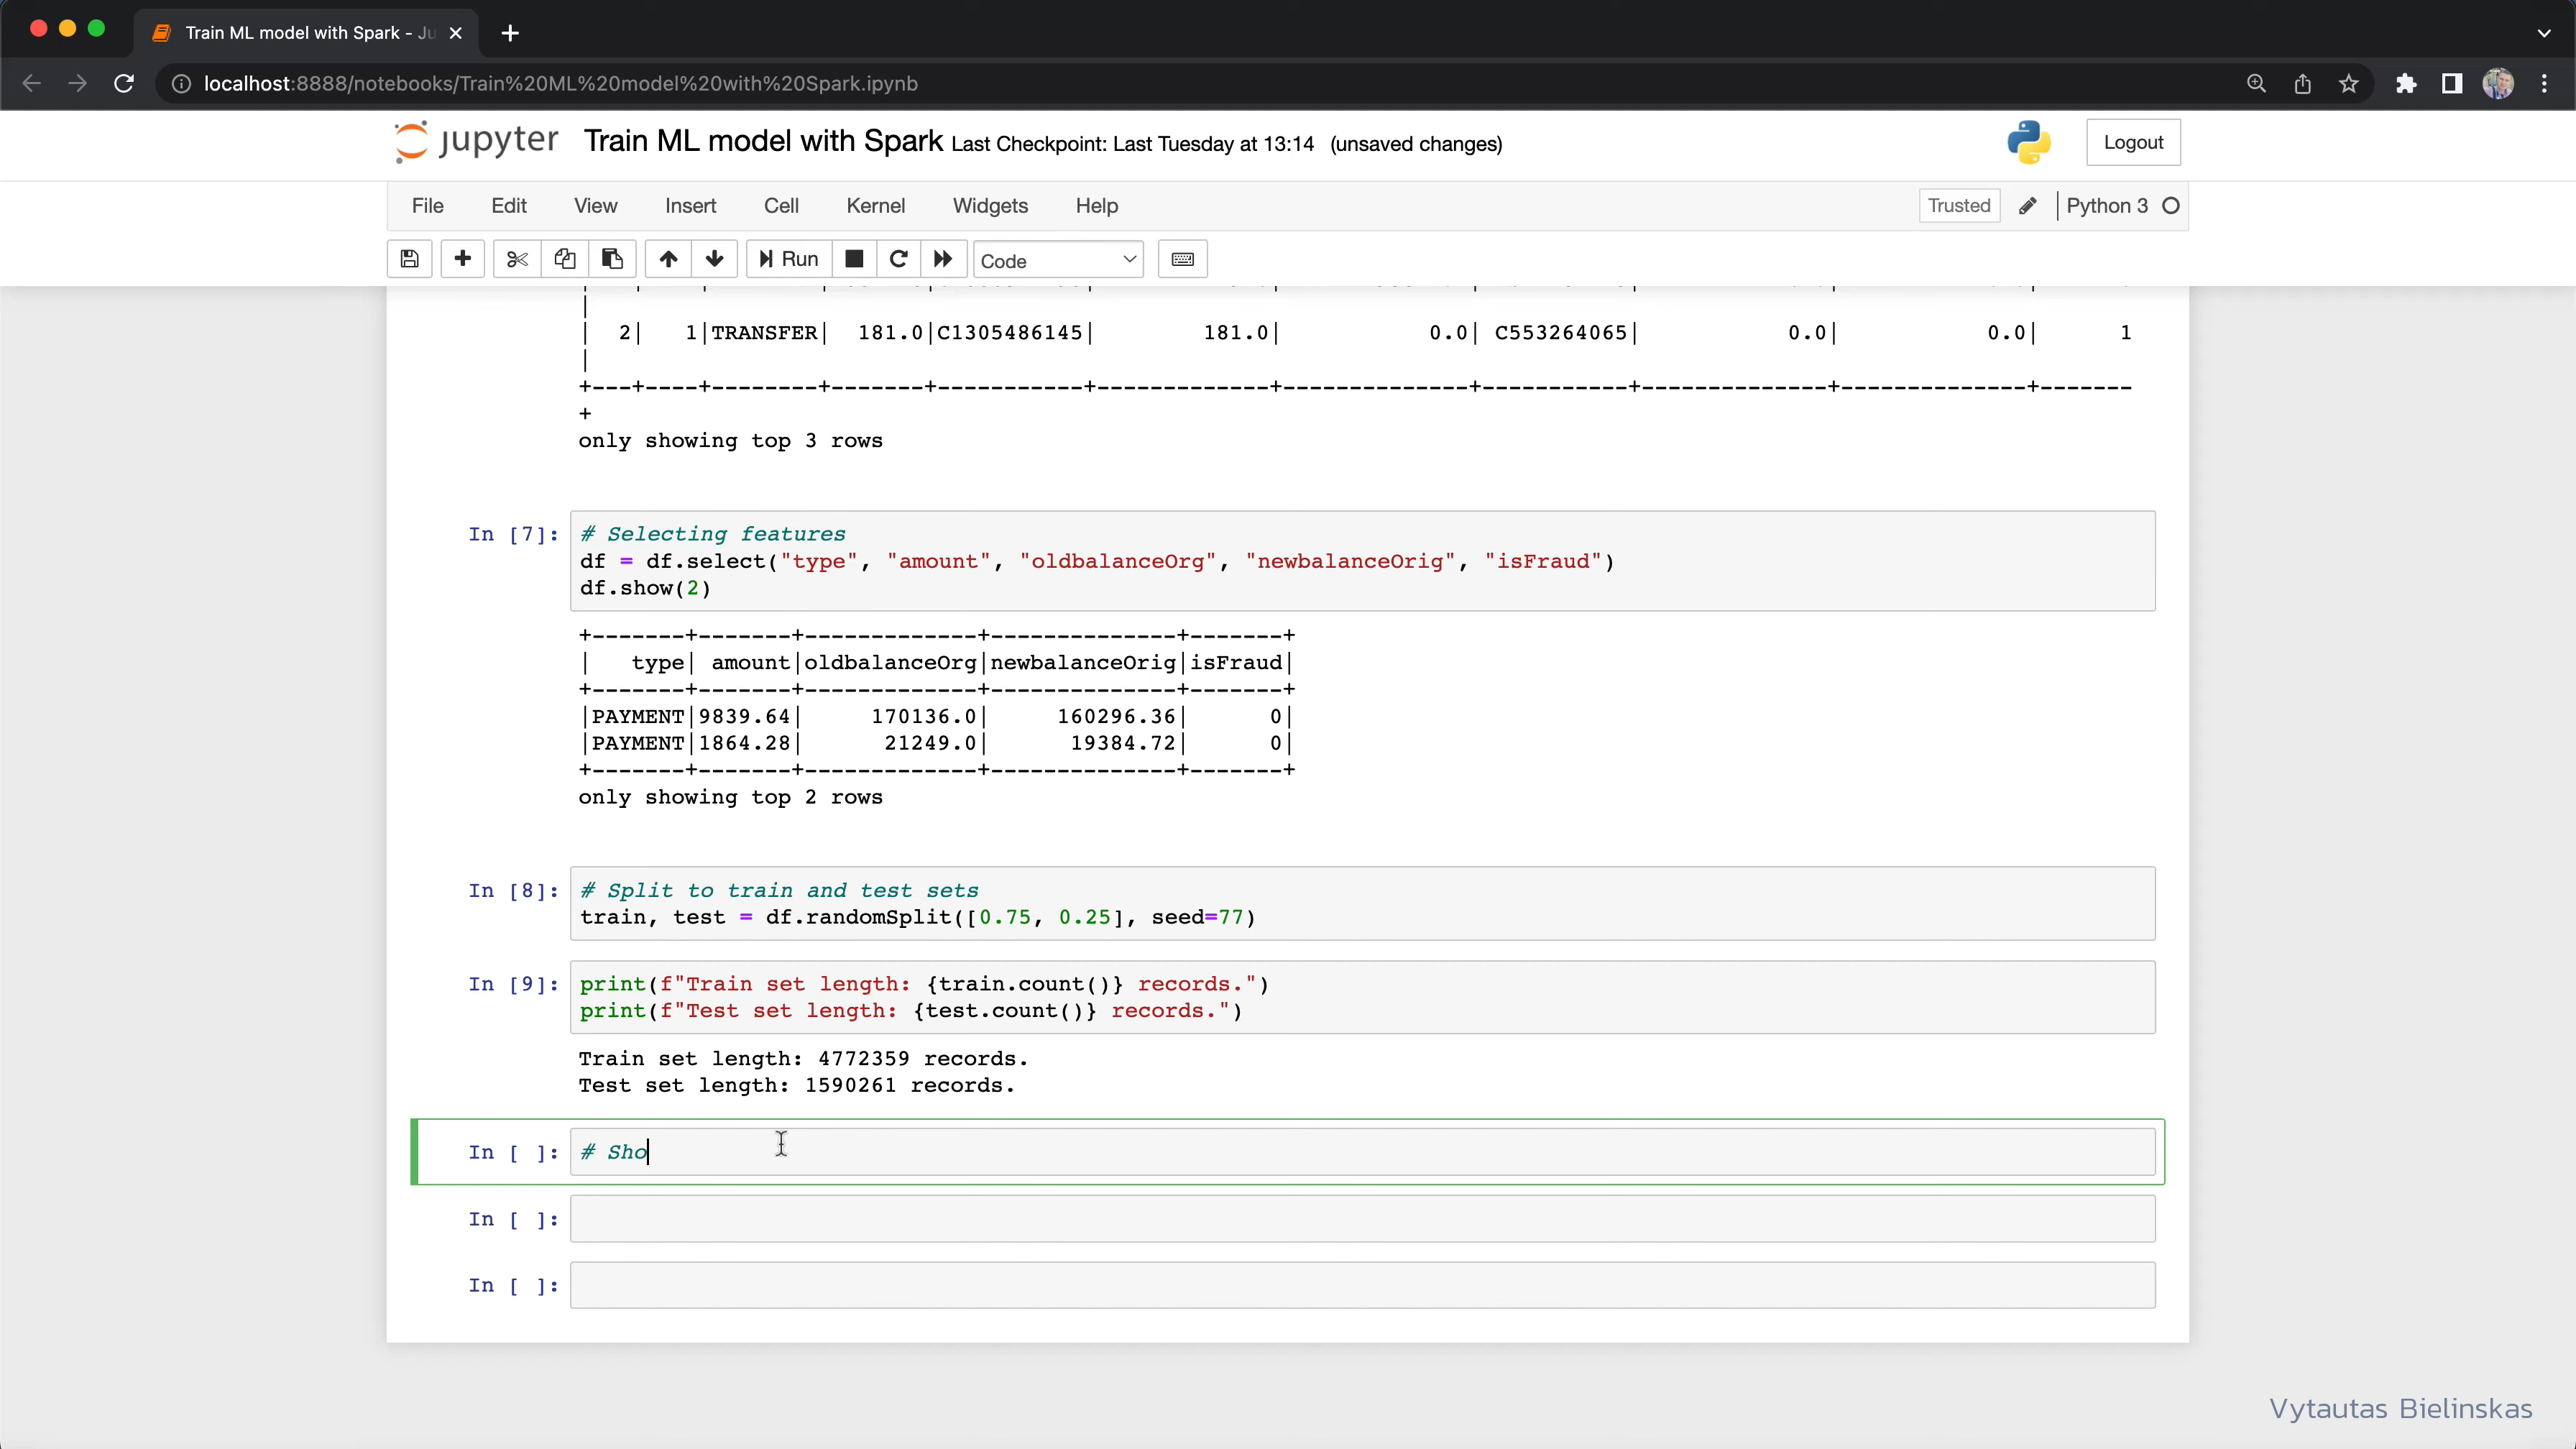 Train ML model with Spark - Ju
localhost:8888/notebooks/Train%20ML%20model%20with%20Spark.ipynb
jupyter Train ML model with Spark Last Checkpoint: Last Tuesday at 13:14 (unsaved changes)
Logout
File Edit View Insert Cell Kernel Widgets Help
Trusted Python 3
Run Code
| 2| 1|TRANSFER| 181.0|C1305486145| 181.0| 0.0| C553264065| 0.0| 0.0| 1
|
+---+----+--------+-------+-----------+--------------+--------------+-----------+--------------+--------------+-------
+
only showing top 3 rows
In [7]: # Selecting features
df = df.select("type", "amount", "oldbalanceOrg", "newbalanceOrig", "isFraud")
df.show(2)
+-------+-------+-------------+--------------+-------+
| type| amount|oldbalanceOrg|newbalanceOrig|isFraud|
+-------+-------+-------------+--------------+-------+
|PAYMENT|9839.64| 170136.0| 160296.36| 0|
|PAYMENT|1864.28| 21249.0| 19384.72| 0|
+-------+-------+-------------+--------------+-------+
only showing top 2 rows
In [8]: # Split to train and test sets
train, test = df.randomSplit([0.75, 0.25], seed=77)
In [9]: print(f"Train set length: {train.count()} records.")
print(f"Test set length: {test.count()} records.")
Train set length: 4772359 records.
Test set length: 1590261 records.
In [ ]: # Sho
In [ ]:
In [ ]:
Vytautas Bielinskas